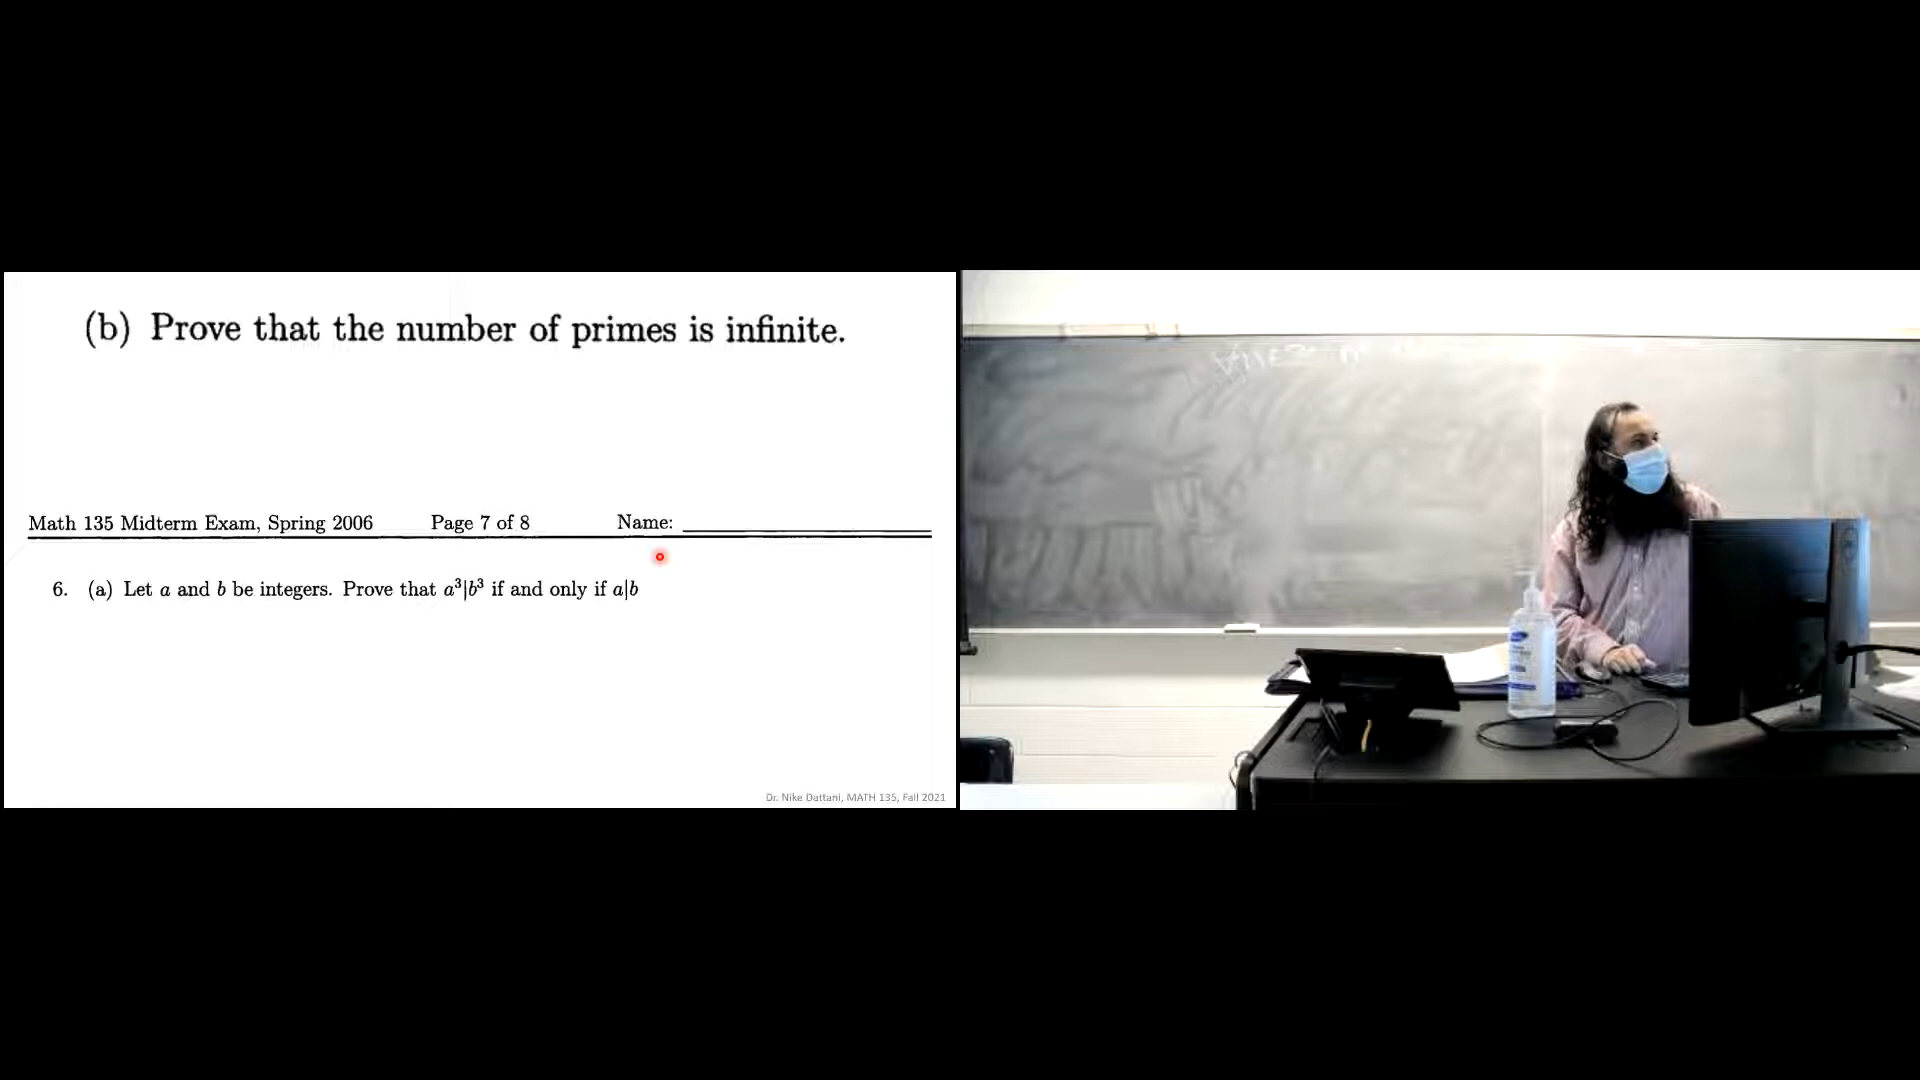 (b) Prove that the number of primes is infinite.
Math 135 Midterm Exam, Spring 2006 Page 7 of 8 Name:
6. (a) Let a and b be integers. Prove that a³|b³ if and only if a|b
Dr. Nike Dattani, MATH 135, Fall 2021